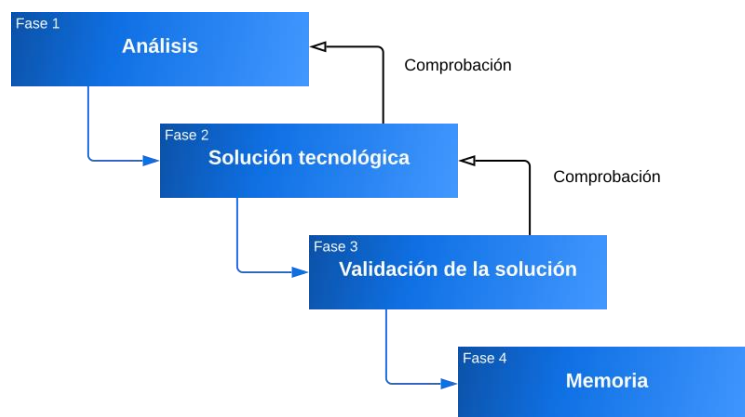 Fase 1
Análisis
Comprobación
Fase 2
Solución tecnológica
Comprobación
Fase 3
Validación de la solución
Fase 4
Memoria